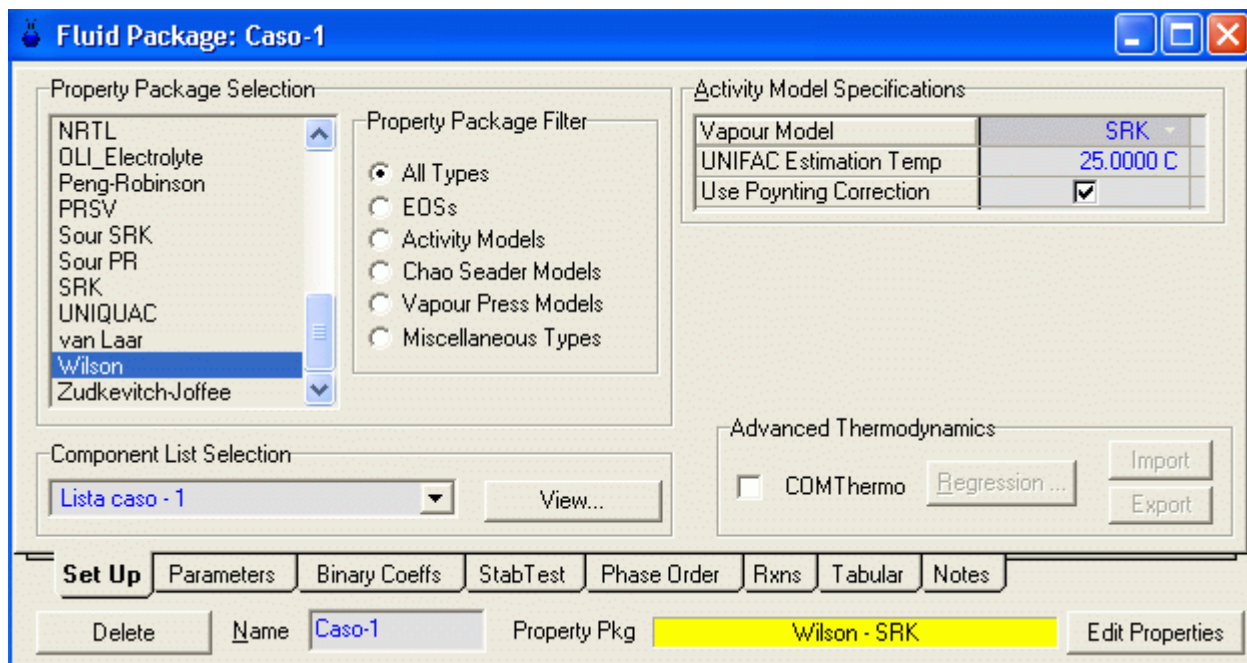 Fluid Package: Caso-1
Property Package Selection
NRTL
OLI_Electrolyte
Peng-Robinson
PRSV
Sour SRK
Sour PR
SRK
UNIQUAC
van Laar
Wilson
Zudkevitch-Joffee
Property Package Filter
All Types
EOSs
Activity Models
Chao Seader Models
Vapour Press Models
Miscellaneous Types
Activity Model Specifications
Vapour Model SRK
UNIFAC Estimation Temp 25.0000 C
Use Poynting Correction
Component List Selection
Lista caso - 1 View...
Advanced Thermodynamics
COMThermo Regression ... Import
Export
Set Up Parameters Binary Coeffs StabTest Phase Order Rxns Tabular Notes
Delete Name Caso-1 Property Pkg Wilson - SRK Edit Properties